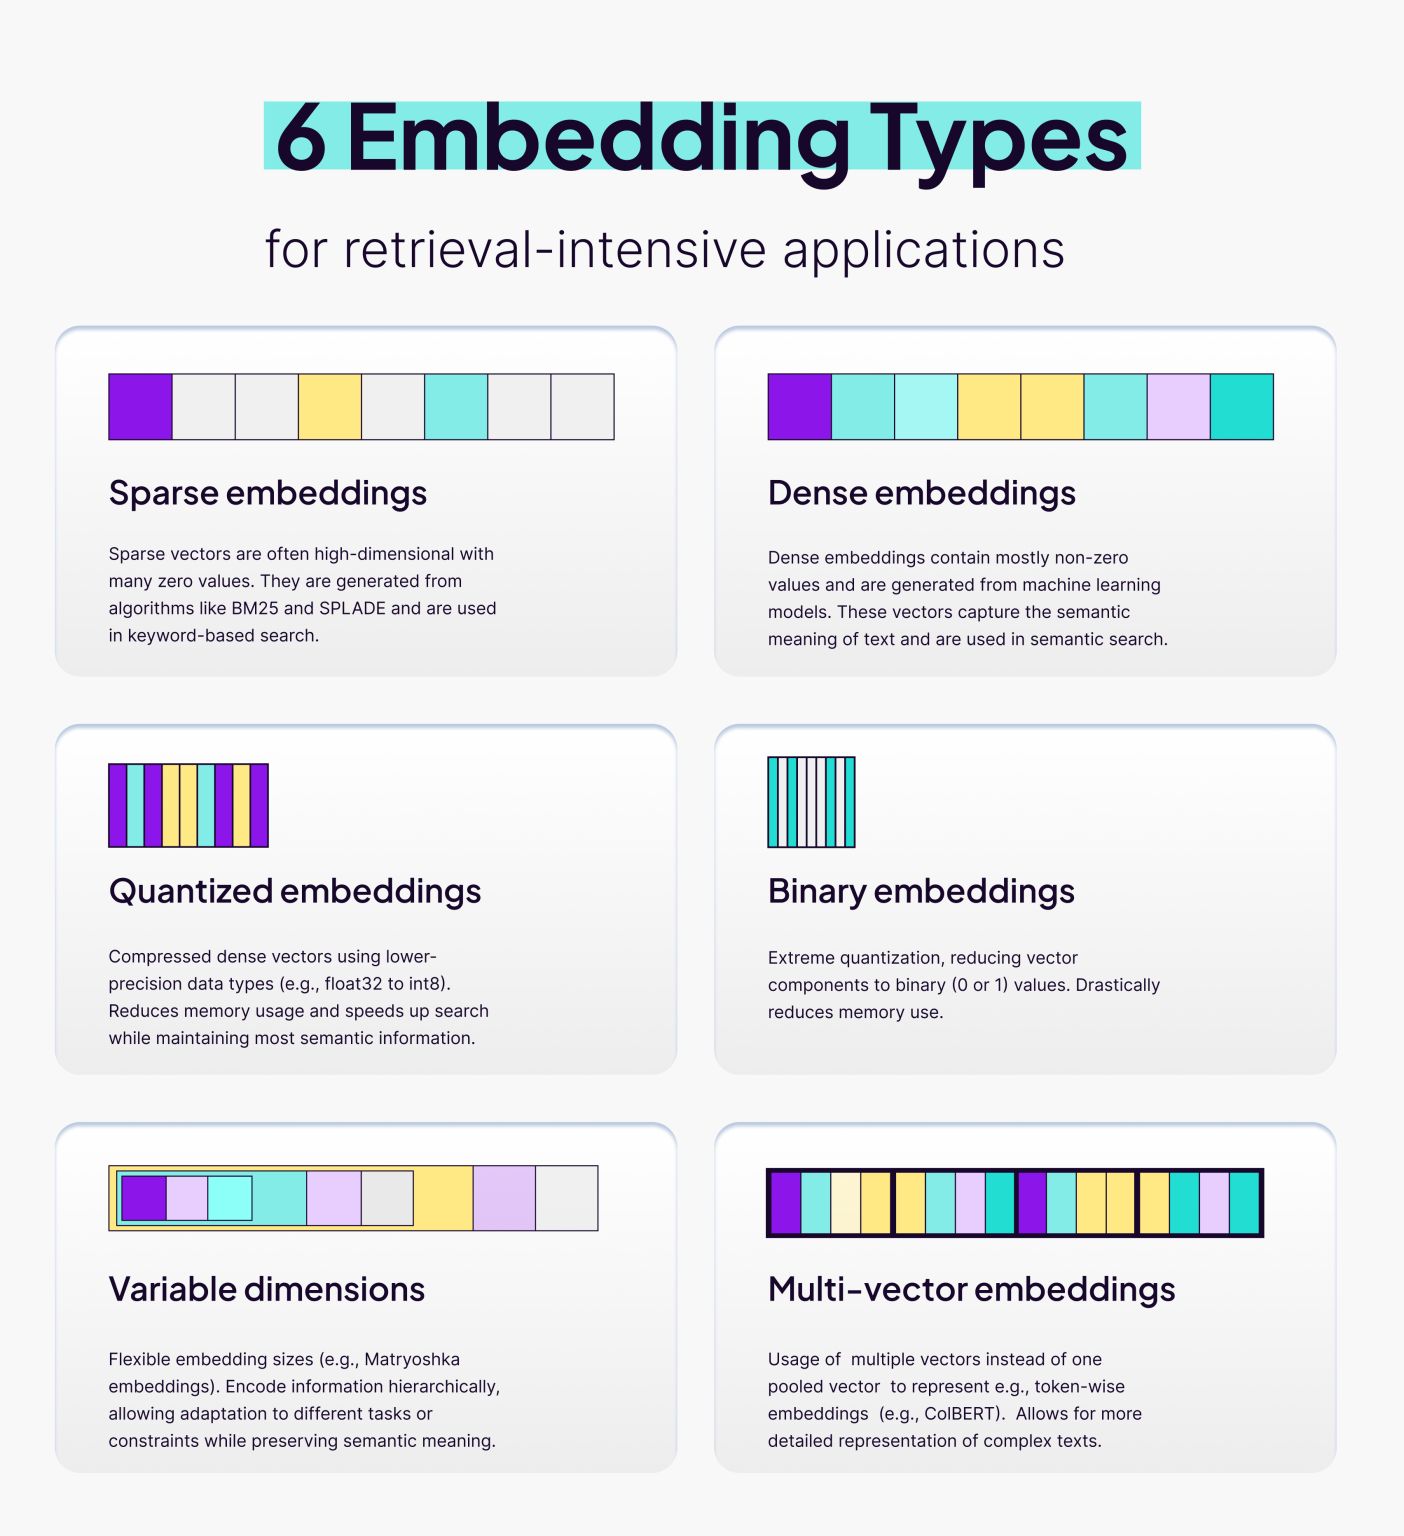 6 Embedding Types
for retrieval-intensive applications
Sparse embeddings
Sparse vectors are often high-dimensional with
many zero values. They are generated from
algorithms like BM25 and SPLADE and are used
in keyword-based search.
Dense embeddings
Dense embeddings contain mostly non-zero
values and are generated from machine learning
models. These vectors capture the semantic
meaning of text and are used in semantic search.
Quantized embeddings
Compressed dense vectors using lower-
precision data types (e.g., float32 to int8).
Reduces memory usage and speeds up search
while maintaining most semantic information.
Binary embeddings
Extreme quantization, reducing vector
components to binary (0 or 1) values. Drastically
reduces memory use.
Variable dimensions
Flexible embedding sizes (e.g., Matryoshka
embeddings). Encode information hierarchically,
allowing adaptation to different tasks or
constraints while preserving semantic meaning.
Multi-vector embeddings
Usage of  multiple vectors instead of one
pooled vector  to represent e.g., token-wise
embeddings  (e.g., ColBERT).  Allows for more
detailed representation of complex texts.